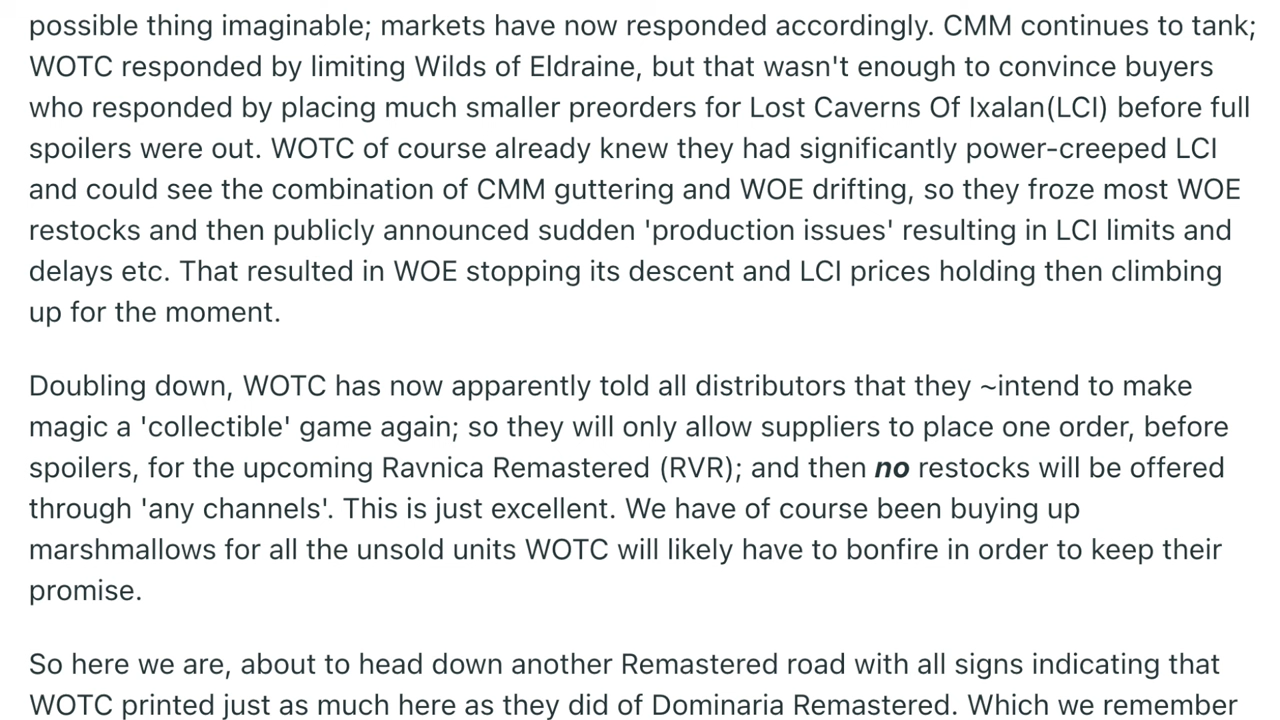 possible thing imaginable; markets have now responded accordingly. CMM continues to tank;
WOTC responded by limiting Wilds of Eldraine, but that wasn't enough to convince buyers
who responded by placing much smaller preorders for Lost Caverns Of Ixalan(LCI) before full
spoilers were out. WOTC of course already knew they had significantly power-creeped LCI
and could see the combination of CMM guttering and WOE drifting, so they froze most WOE
restocks and then publicly announced sudden 'production issues' resulting in LCI limits and
delays etc. That resulted in WOE stopping its descent and LCI prices holding then climbing
up for the moment.
Doubling down, WOTC has now apparently told all distributors that they ~intend to make
magic a 'collectible' game again; so they will only allow suppliers to place one order, before
spoilers, for the upcoming Ravnica Remastered (RVR); and then no restocks will be offered
through 'any channels'. This is just excellent. We have of course been buying up
marshmallows for all the unsold units WOTC will likely have to bonfire in order to keep their
promise.
So here we are, about to head down another Remastered road with all signs indicating that
WOTC printed just as much here as they did of Dominaria Remastered. Which we remember